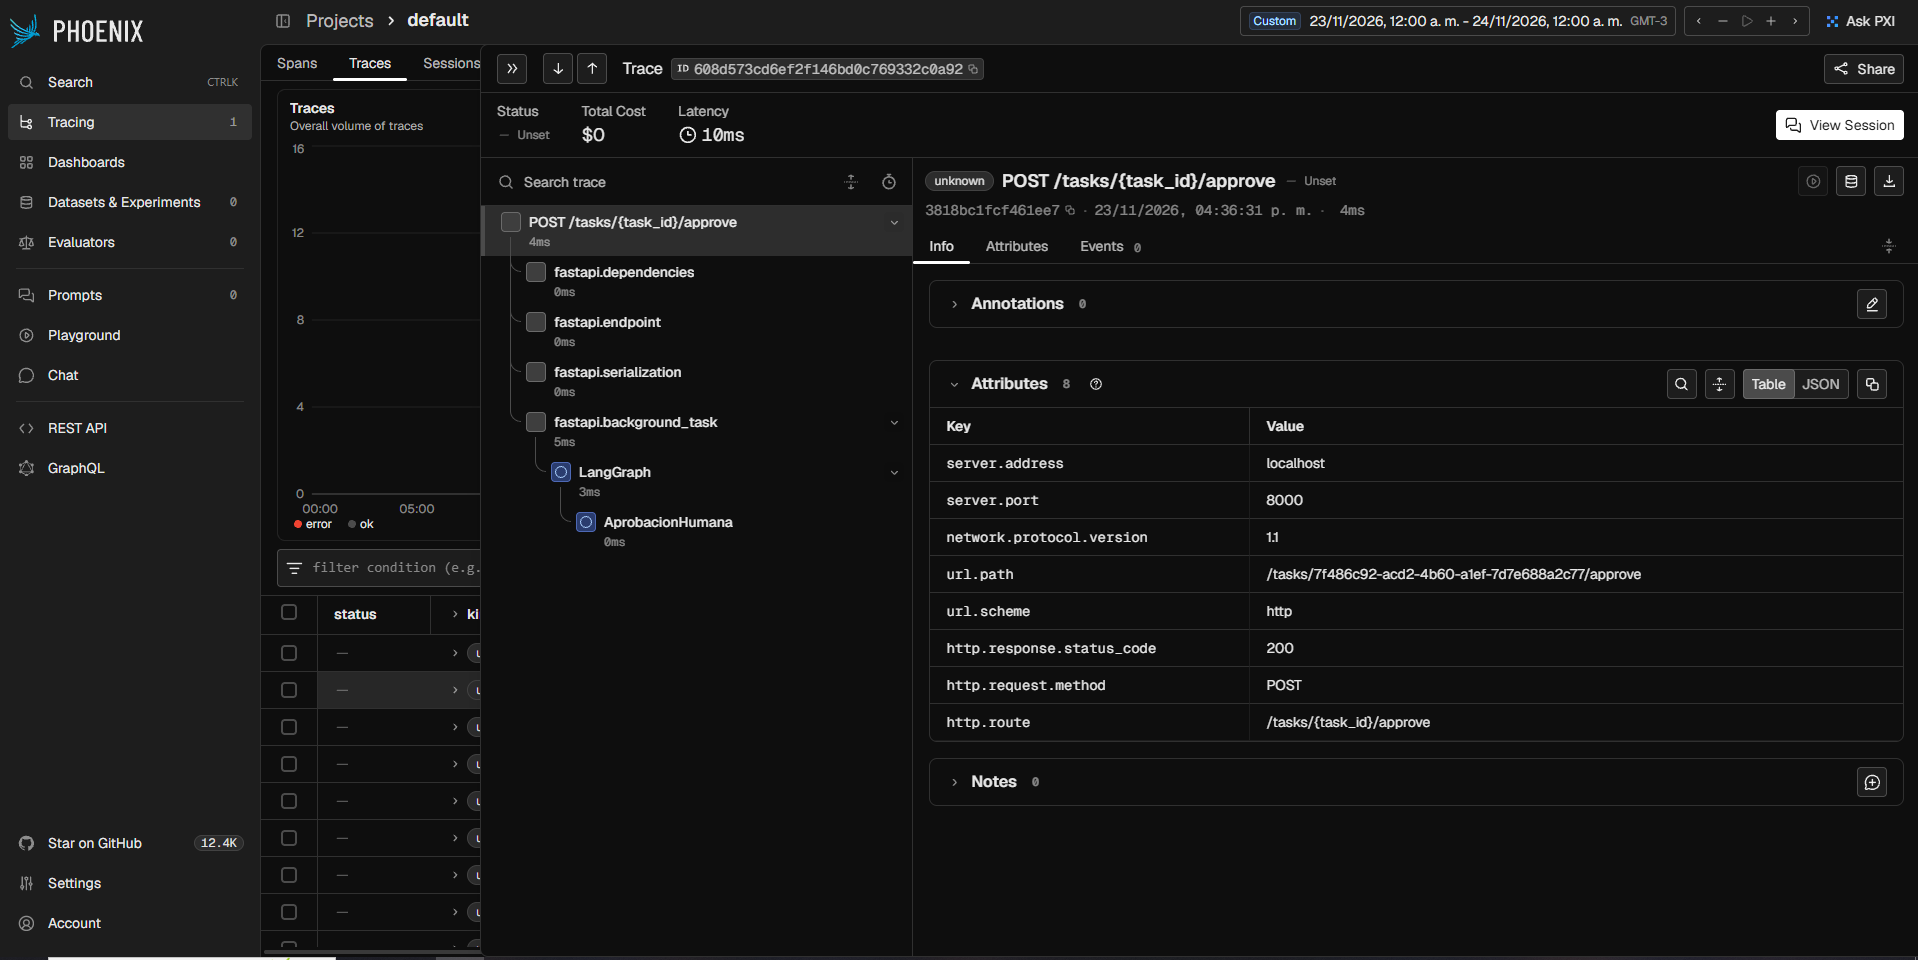 PHOENIX
Search CTRLK
Tracing 1
Dashboards
Datasets & Experiments 0
Evaluators 0
Prompts 0
Playground
Chat
REST API
GraphQL
Star on GitHub 12.4K
Settings
Account
Projects › default
Custom 23/11/2026, 12:00 a. m. - 24/11/2026, 12:00 a. m. GMT-3
Ask PXI
Spans Traces Sessions
Traces
Overall volume of traces
16
12
8
4
0
00:00 05:00
error ok
filter condition (e.g.
status ki
Trace ID 608d573cd6ef2f146bd0c769332c0a92
Share
Status Total Cost Latency
— Unset $0 10ms
View Session
Search trace
POST /tasks/{task_id}/approve
4ms
fastapi.dependencies
0ms
fastapi.endpoint
0ms
fastapi.serialization
0ms
fastapi.background_task
5ms
LangGraph
3ms
AprobacionHumana
0ms
unknown POST /tasks/{task_id}/approve — Unset
3818bc1fcf461ee7 · 23/11/2026, 04:36:31 p. m. · 4ms
Info Attributes Events 0
Annotations 0
Attributes 8
Table JSON
Key Value
server.address localhost
server.port 8000
network.protocol.version 1.1
url.path /tasks/7f486c92-acd2-4b60-a1ef-7d7e688a2c77/approve
url.scheme http
http.response.status_code 200
http.request.method POST
http.route /tasks/{task_id}/approve
Notes 0